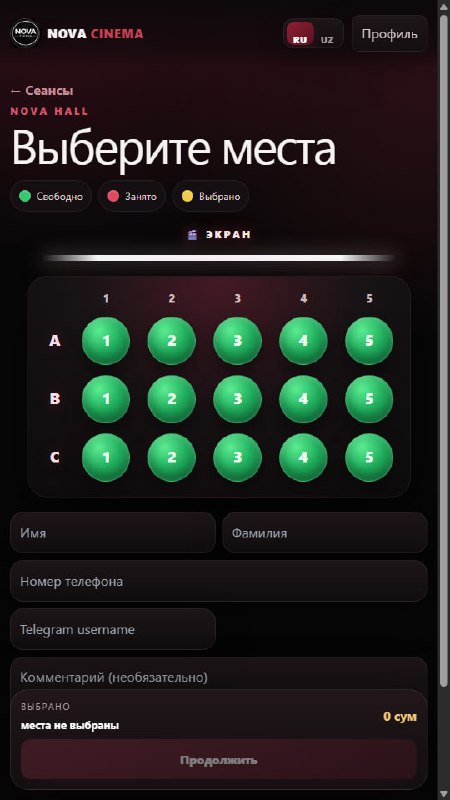 NOVA
NOVA CINEMA
RU UZ
Профиль
← Сеансы
NOVA HALL
Выберите места
Свободно
Занято
Выбрано
🎬 ЭКРАН
1 2 3 4 5
A 1 2 3 4 5
B 1 2 3 4 5
C 1 2 3 4 5
Имя
Фамилия
Номер телефона
Telegram username
Комментарий (необязательно)
ВЫБРАНО
места не выбраны
0 сум
Продолжить